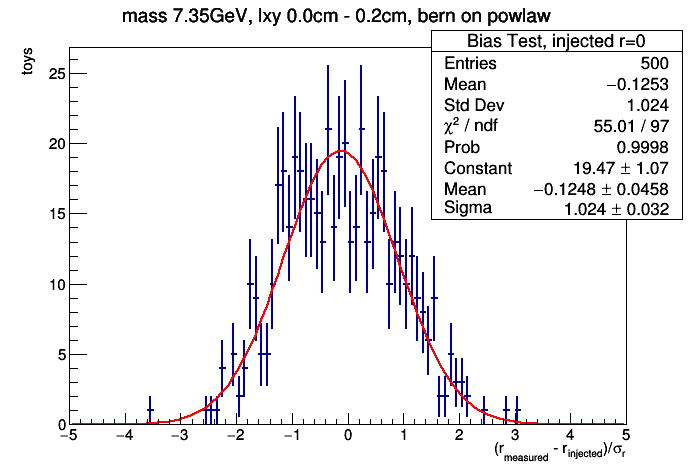 mass 7.35GeV, lxy 0.0cm - 0.2cm, bern on powlaw
toys
Bias Test, injected r=0
Entries 500
Mean −0.1253
Std Dev 1.024
χ² / ndf 55.01 / 97
Prob 0.9998
Constant 19.47 ± 1.07
Mean −0.1248 ± 0.0458
Sigma 1.024 ± 0.032
25
20
15
10
5
0
−5 −4 −3 −2 −1 0 1 2 3 4 5
(r_measured - r_injected)/σ_r